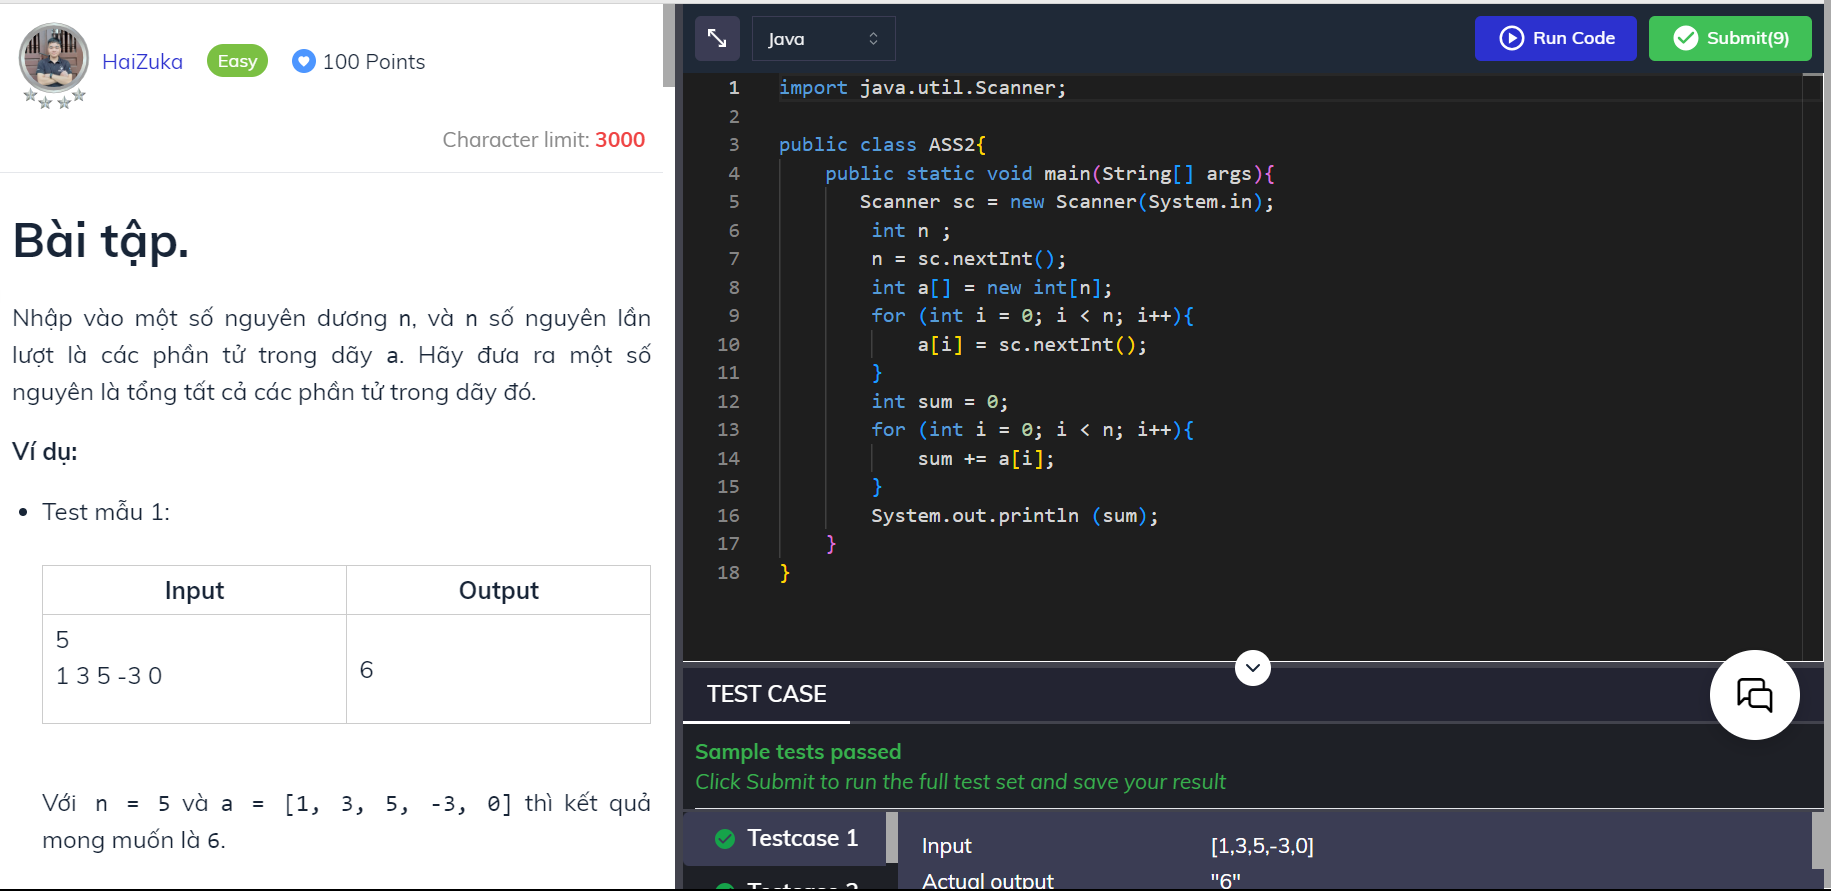 HaiZuka Easy 100 Points
Character limit: 3000
Bài tập.
Nhập vào một số nguyên dương n, và n số nguyên lần
lượt là các phần tử trong dãy a. Hãy đưa ra một số
nguyên là tổng tất cả các phần tử trong dãy đó.
Ví dụ:
• Test mẫu 1:
Input Output
5
1 3 5 -3 0
6
Với n = 5 và a = [1, 3, 5, -3, 0] thì kết quả
mong muốn là 6.
Java Run Code Submit(9)
1 import java.util.Scanner;
2
3 public class ASS2{
4 public static void main(String[] args){
5 Scanner sc = new Scanner(System.in);
6 int n ;
7 n = sc.nextInt();
8 int a[] = new int[n];
9 for (int i = 0; i < n; i++){
10 a[i] = sc.nextInt();
11 }
12 int sum = 0;
13 for (int i = 0; i < n; i++){
14 sum += a[i];
15 }
16 System.out.println (sum);
17 }
18 }
TEST CASE
Sample tests passed
Click Submit to run the full test set and save your result
Testcase 1
Input [1,3,5,-3,0]
Actual output "6"